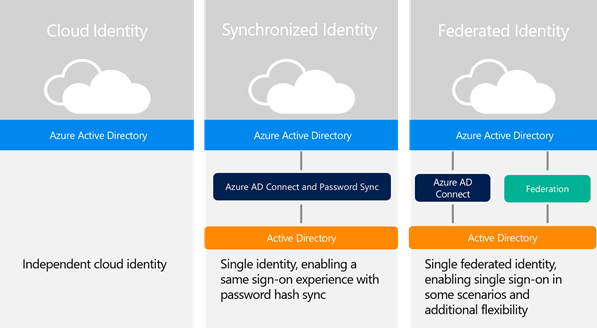 Cloud Identity
Azure Active Directory
Independent cloud identity
Synchronized Identity
Azure Active Directory
Azure AD Connect and Password Sync
Active Directory
Single identity, enabling a
same sign-on experience with
password hash sync
Federated Identity
Azure Active Directory
Azure AD
Connect
Federation
Active Directory
Single federated identity,
enabling single sign-on in
some scenarios and
additional flexibility